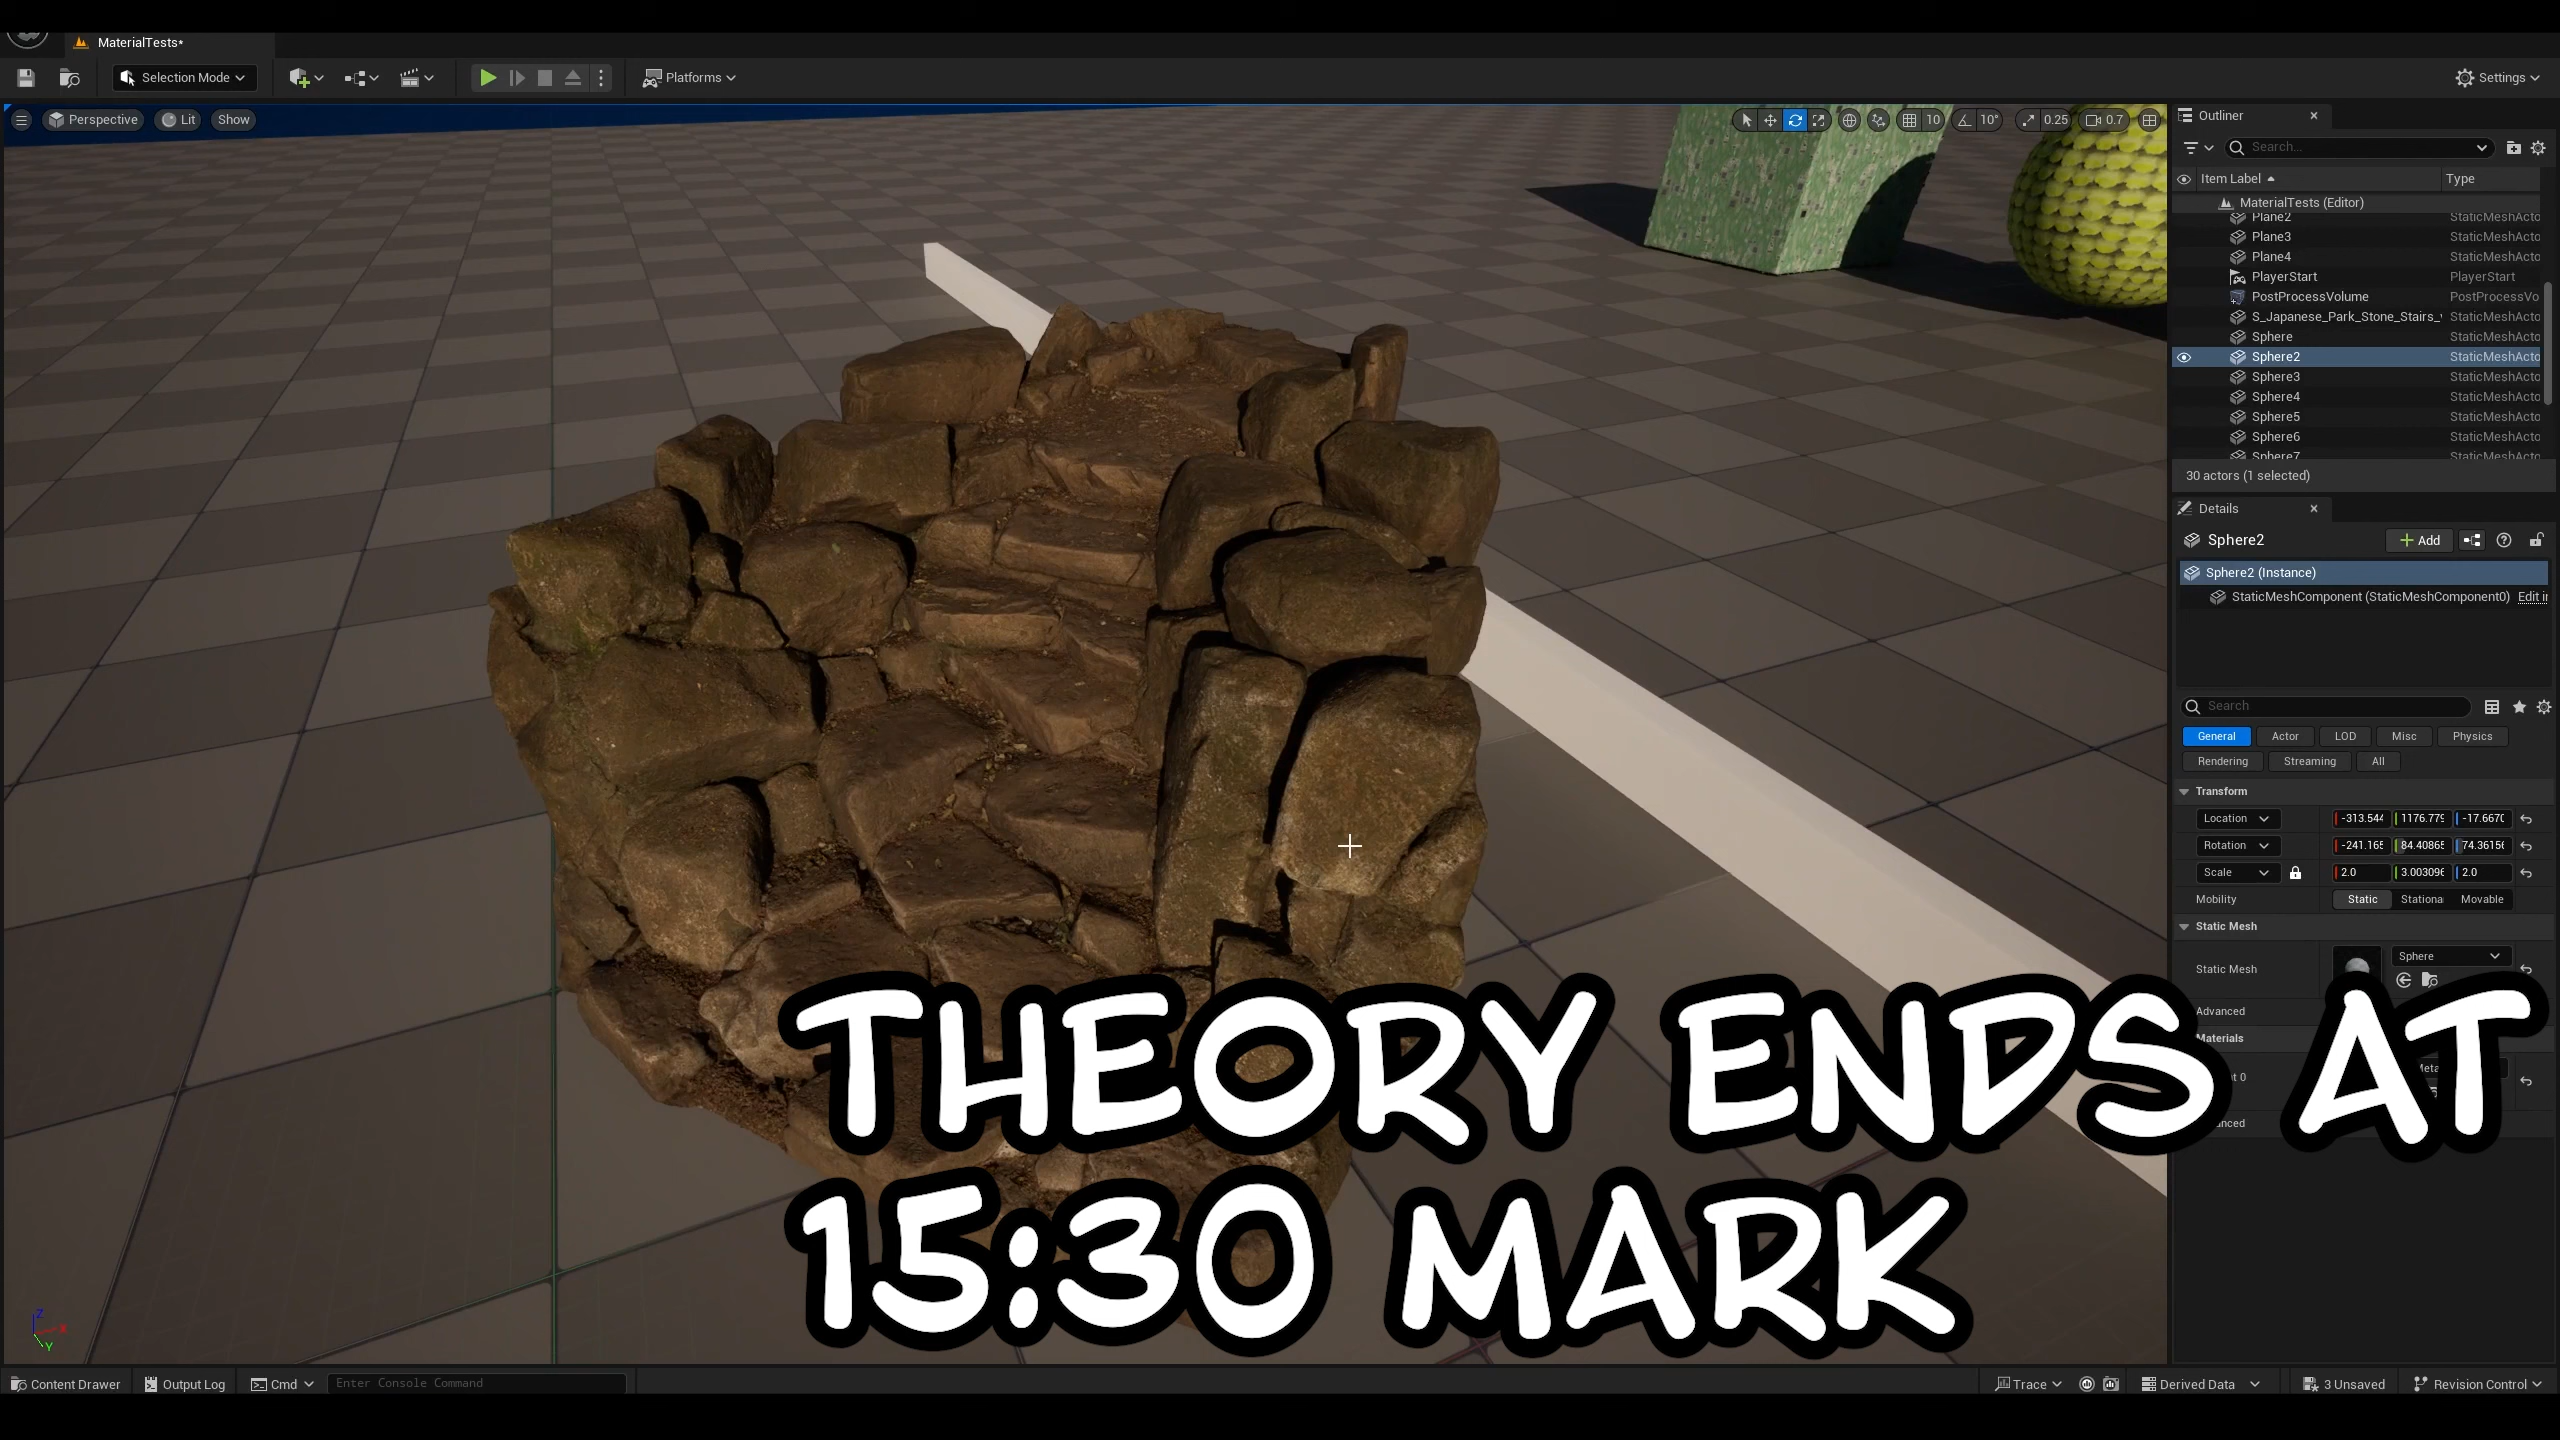 MaterialTests*
Selection Mode
Platforms
Settings
Perspective
Lit
Show
10
10°
0.25
0.7
Outliner
Search...
Item Label
Type
MaterialTests (Editor)
Plane2 StaticMeshActo
Plane3 StaticMeshActo
Plane4 StaticMeshActo
PlayerStart PlayerStart
PostProcessVolume PostProcessVo
S_Japanese_Park_Stone_Stairs_ StaticMeshActo
Sphere StaticMeshActo
Sphere2 StaticMeshActo
Sphere3 StaticMeshActo
Sphere4 StaticMeshActo
Sphere5 StaticMeshActo
Sphere6 StaticMeshActo
Sphere7
30 actors (1 selected)
Details
Sphere2
Add
Sphere2 (Instance)
StaticMeshComponent (StaticMeshComponent0) Edit i
Search
General Actor LOD Misc Physics
Rendering Streaming All
Transform
Location -313.544 1176.779 -17.6670
Rotation -241.165 84.40865 74.36156
Scale 2.0 3.003096 2.0
Mobility Static Stationa Movable
Static Mesh
Sphere
Static Mesh
Advanced
Materials
THEORY ENDS AT
15:30 MARK
Content Drawer
Output Log
Cmd
Enter Console Command
Trace
Derived Data
3 Unsaved
Revision Control